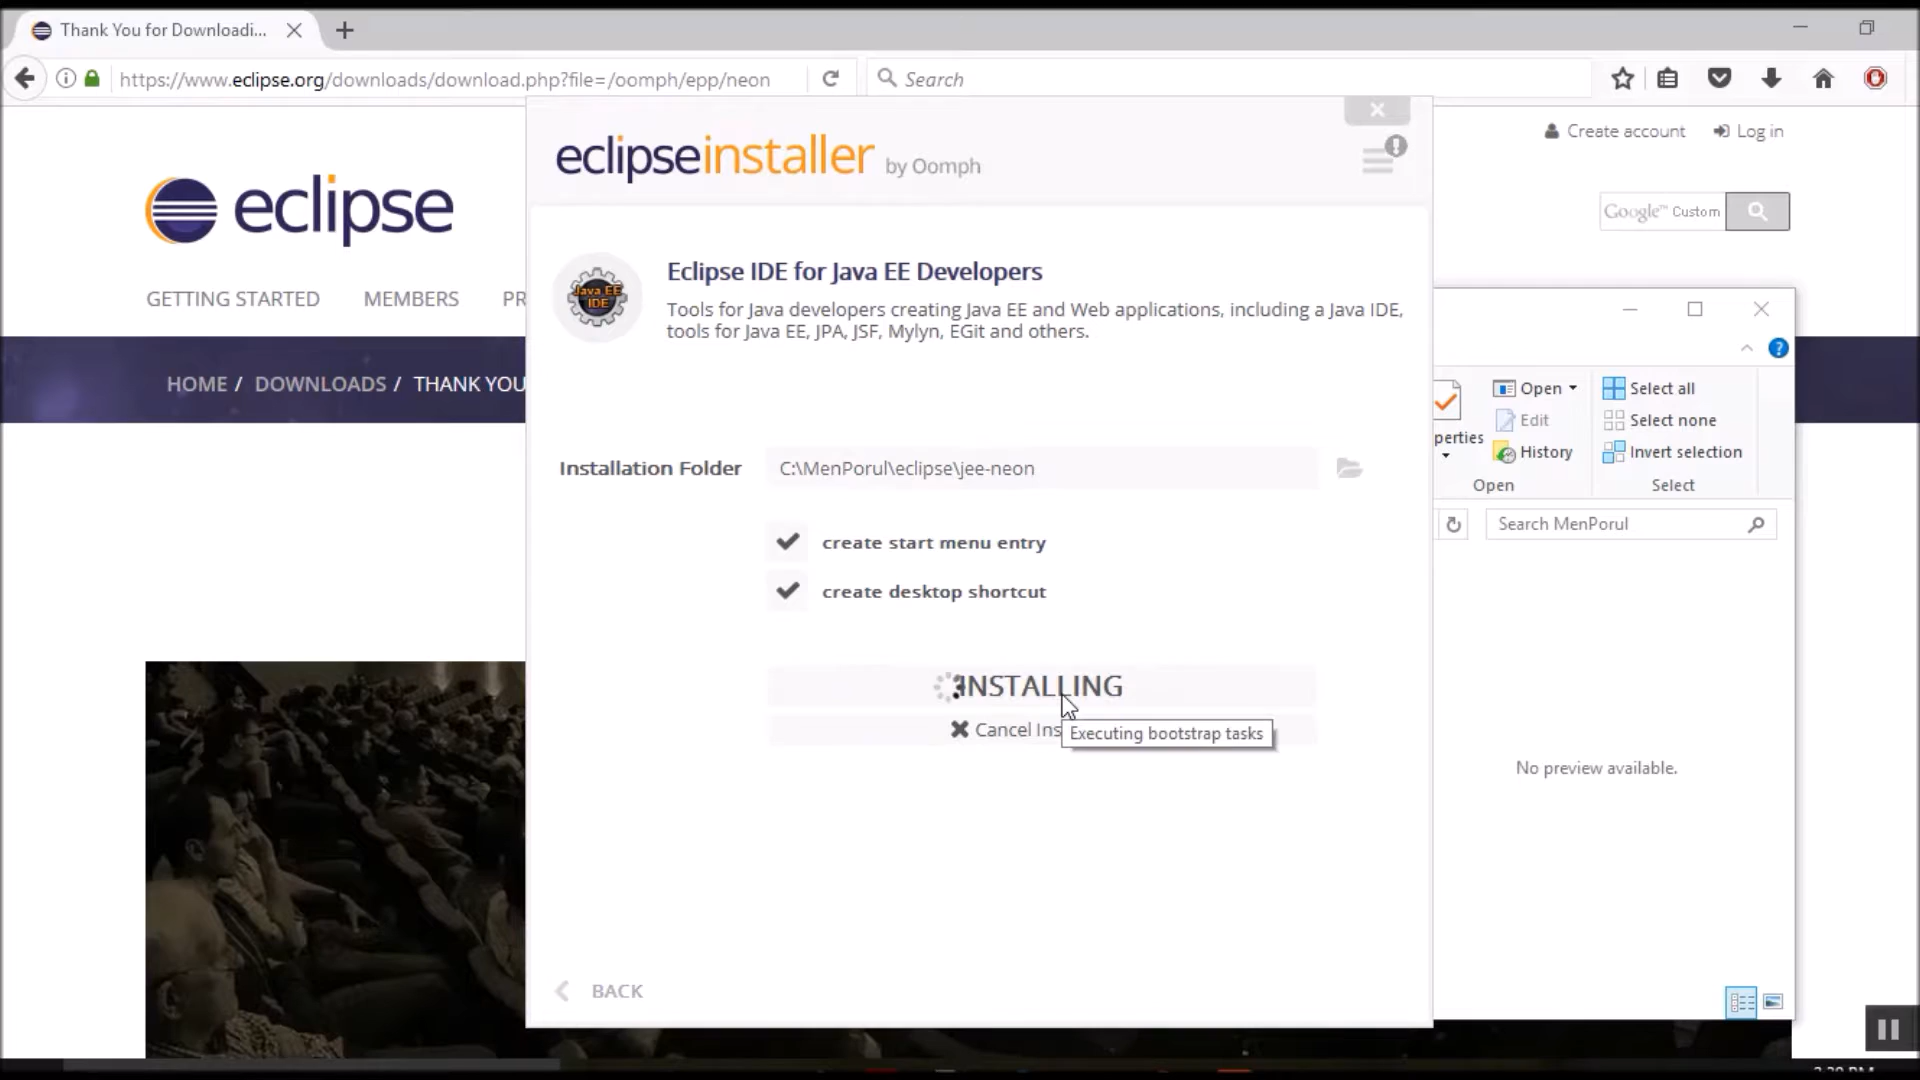 Thank You for Downloadi...
https://www.eclipse.org/downloads/download.php?file=/oomph/epp/neon
Search
Create account
Log in
eclipse
Google™ Custom
GETTING STARTED
MEMBERS
PR
HOME / DOWNLOADS / THANK YOU
eclipseinstaller by Oomph
Java EE
IDE
Eclipse IDE for Java EE Developers
Tools for Java developers creating Java EE and Web applications, including a Java IDE,
tools for Java EE, JPA, JSF, Mylyn, EGit and others.
Installation Folder
C:\MenPorul\eclipse\jee-neon
create start menu entry
create desktop shortcut
INSTALLING
Cancel Ins
Executing bootstrap tasks
BACK
Open
Select all
Edit
Select none
perties
History
Invert selection
Open
Select
Search MenPorul
No preview available.